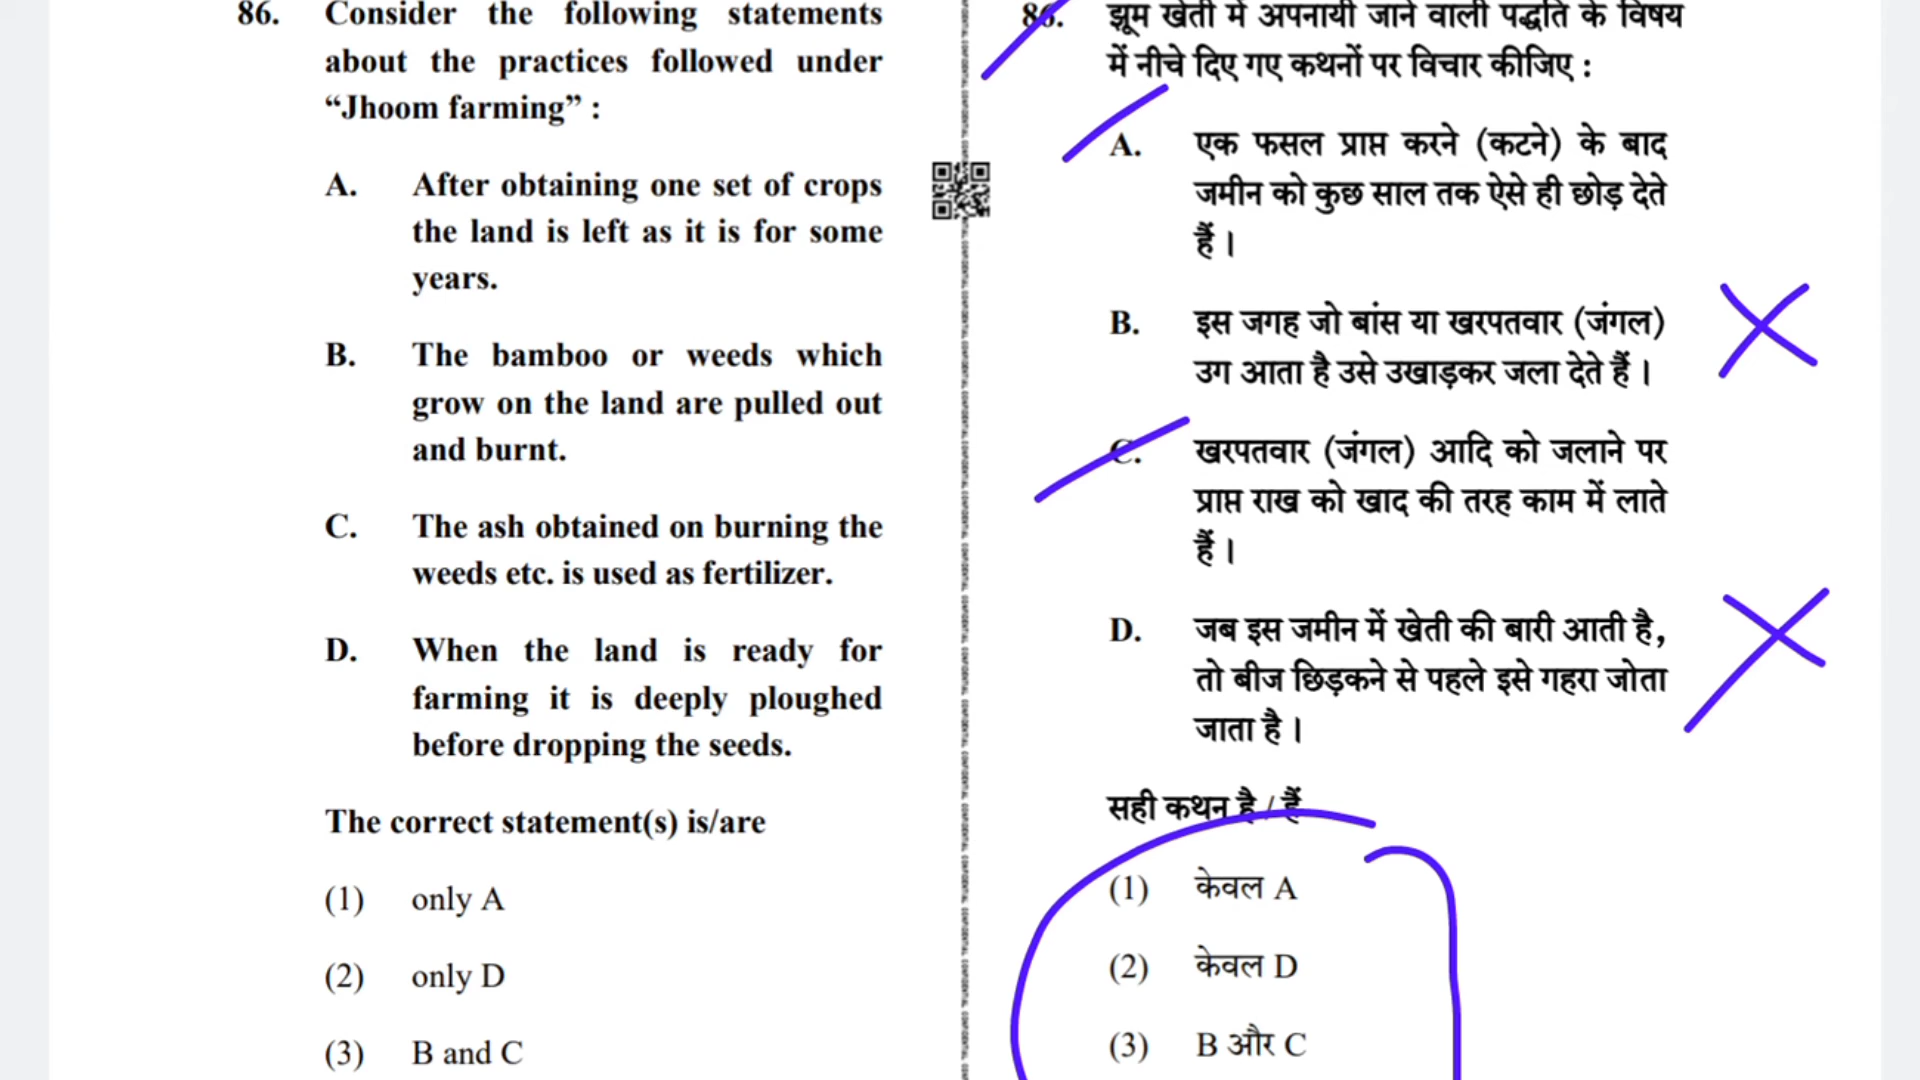 86. Consider the following statements
about the practices followed under
“Jhoom farming” :
A. After obtaining one set of crops
the land is left as it is for some
years.
B. The bamboo or weeds which
grow on the land are pulled out
and burnt.
C. The ash obtained on burning the
weeds etc. is used as fertilizer.
D. When the land is ready for
farming it is deeply ploughed
before dropping the seeds.
The correct statement(s) is/are
(1) only A
(2) only D
(3) B and C
86. झूम खेती में अपनायी जाने वाली पद्धति के विषय
में नीचे दिए गए कथनों पर विचार कीजिए :
A. एक फसल प्राप्त करने (कटने) के बाद
जमीन को कुछ साल तक ऐसे ही छोड़ देते
हैं ।
B. इस जगह जो बांस या खरपतवार (जंगल)
उग आता है उसे उखाड़कर जला देते हैं ।
C. खरपतवार (जंगल) आदि को जलाने पर
प्राप्त राख को खाद की तरह काम में लाते
हैं ।
D. जब इस जमीन में खेती की बारी आती है,
तो बीज छिड़कने से पहले इसे गहरा जोता
जाता है ।
सही कथन है / हैं
(1) केवल A
(2) केवल D
(3) B और C